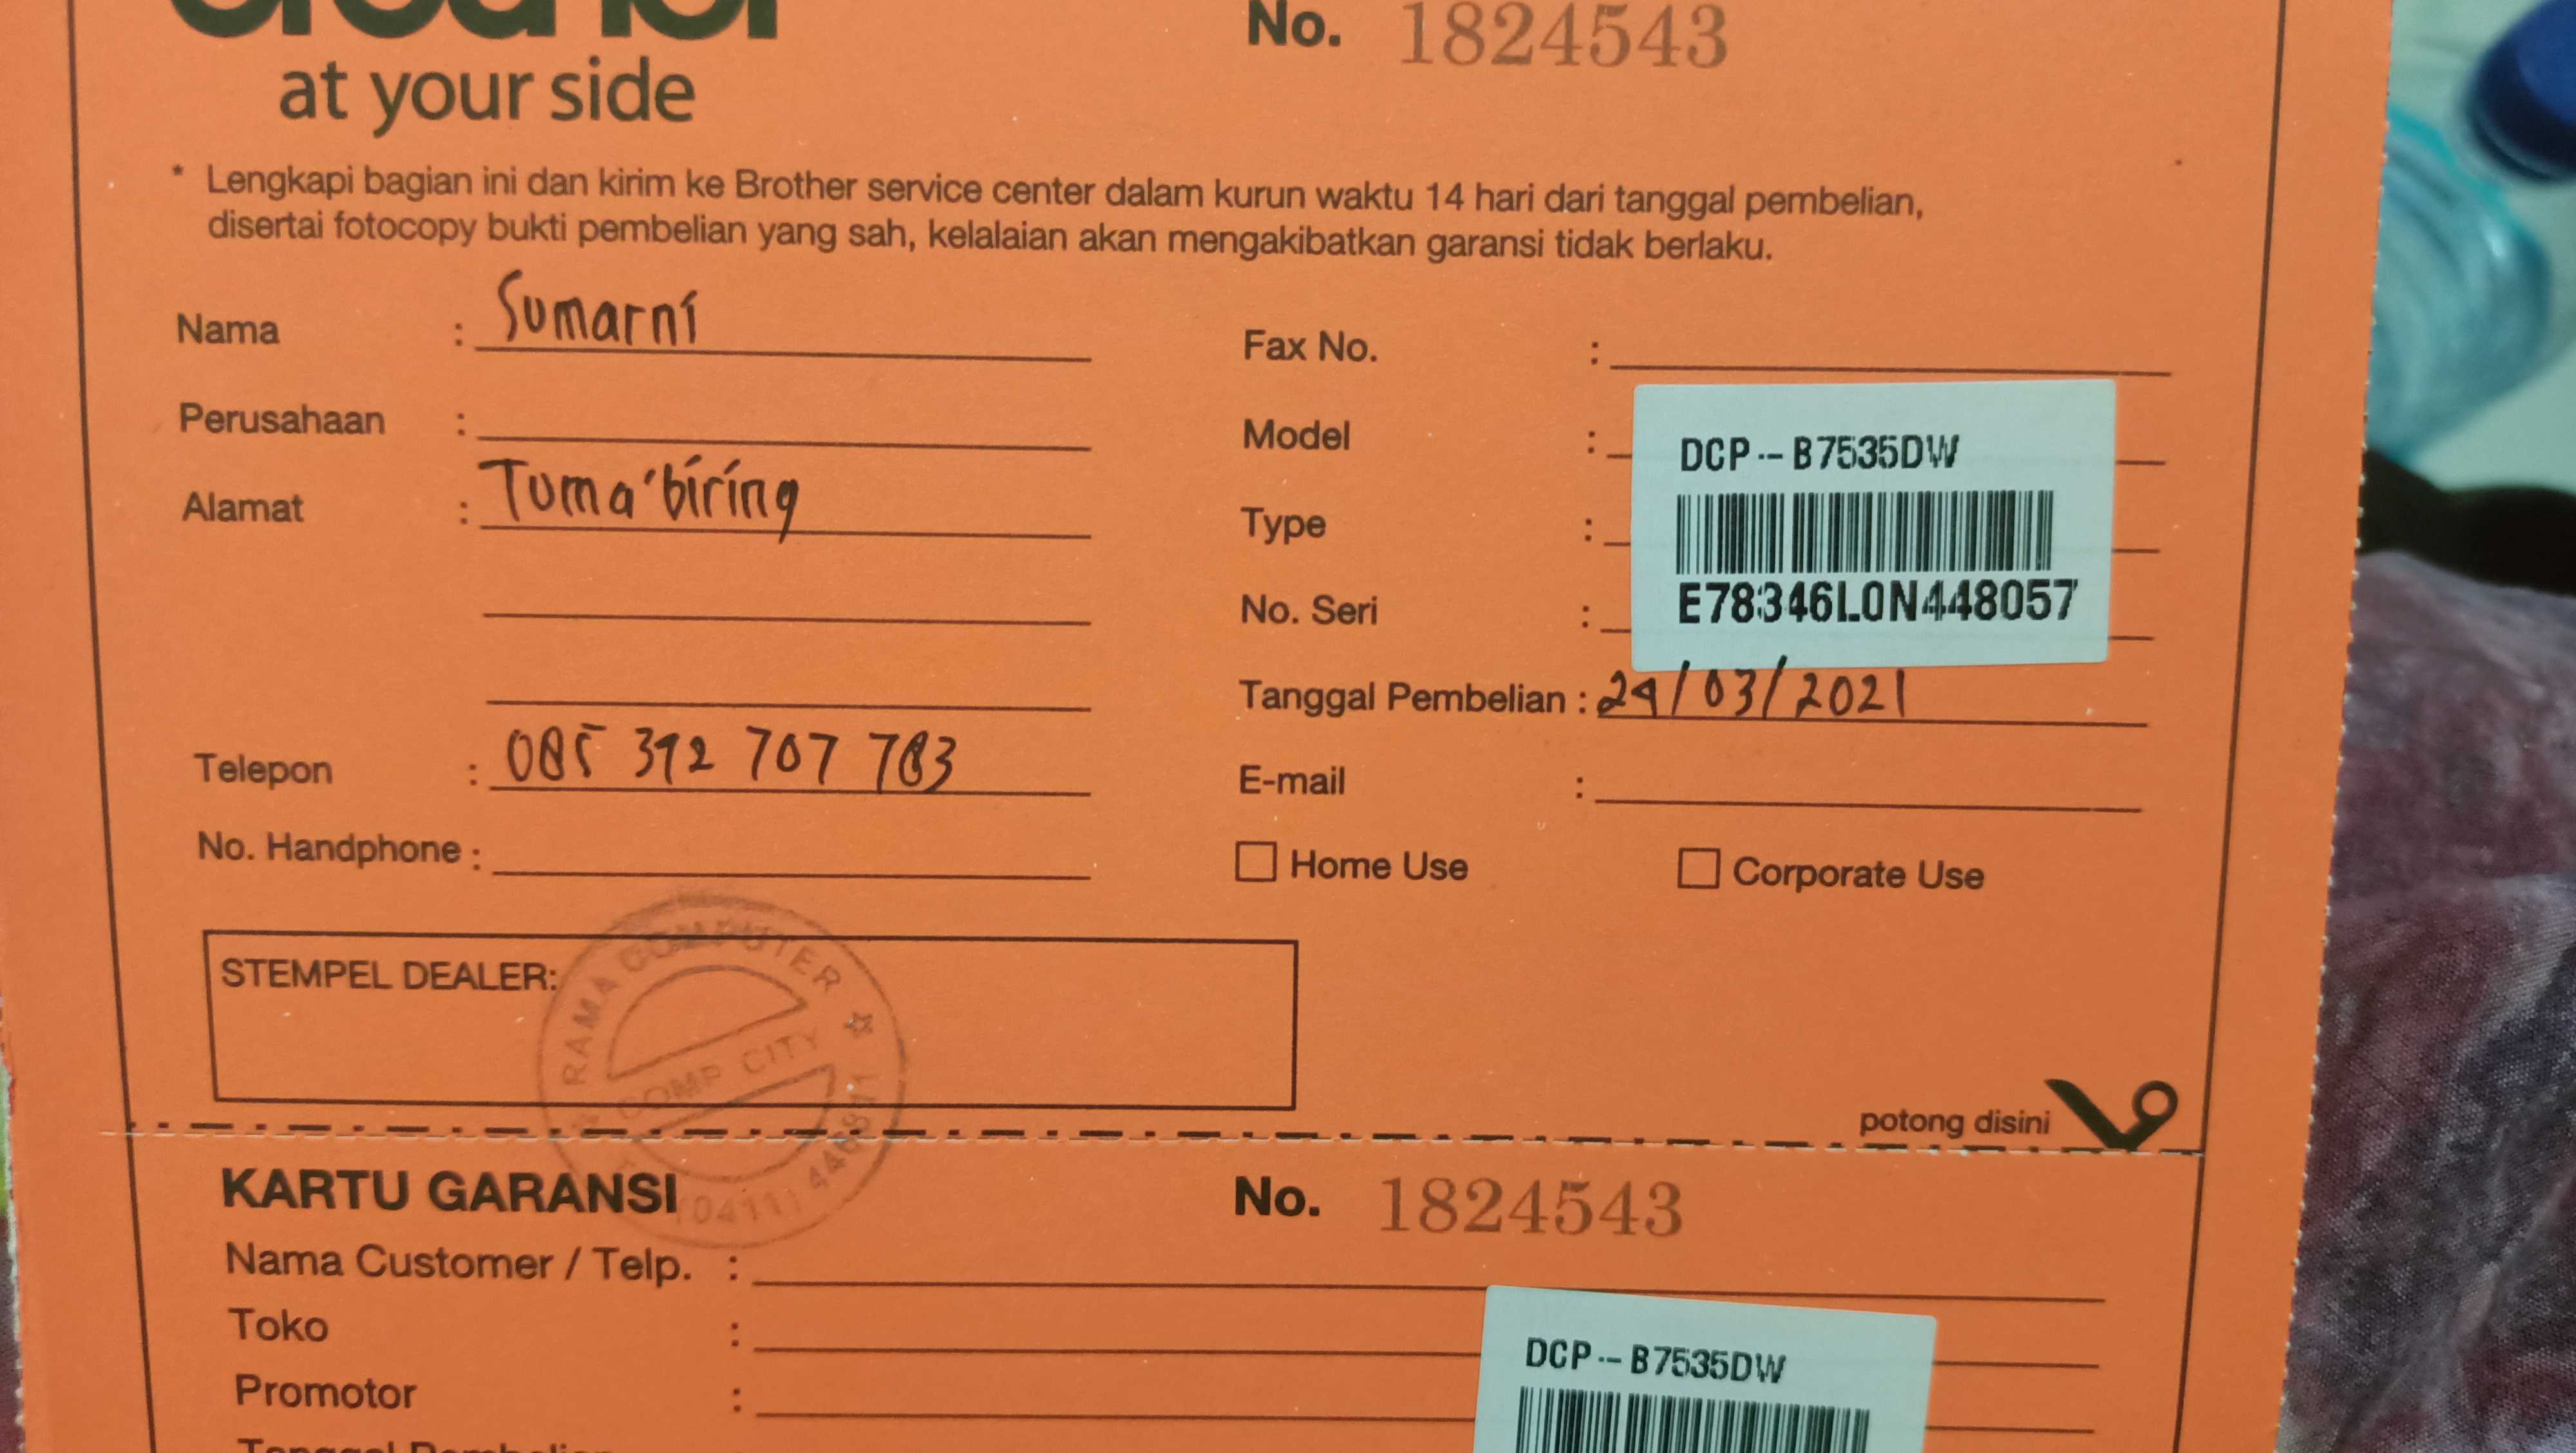 No. 1824543
at your side
* Lengkapi bagian ini dan kirim ke Brother service center dalam kurun waktu 14 hari dari tanggal pembelian,
disertai fotocopy bukti pembelian yang sah, kelalaian akan mengakibatkan garansi tidak berlaku.
Nama : Sumarni
Fax No. :
Perusahaan :
Model : DCP-B7535DW
Alamat : Tuma'biring
Type :
No. Seri : E78346L0N448057
Tanggal Pembelian : 24/03/2021
Telepon : 085 392 707 783
E-mail :
No. Handphone :
Home Use
Corporate Use
STEMPEL DEALER:
RAMA COMPUTER
COMP CITY
potong disini
KARTU GARANSI
No. 1824543
Nama Customer / Telp. :
Toko :
Promotor :
DCP-B7535DW